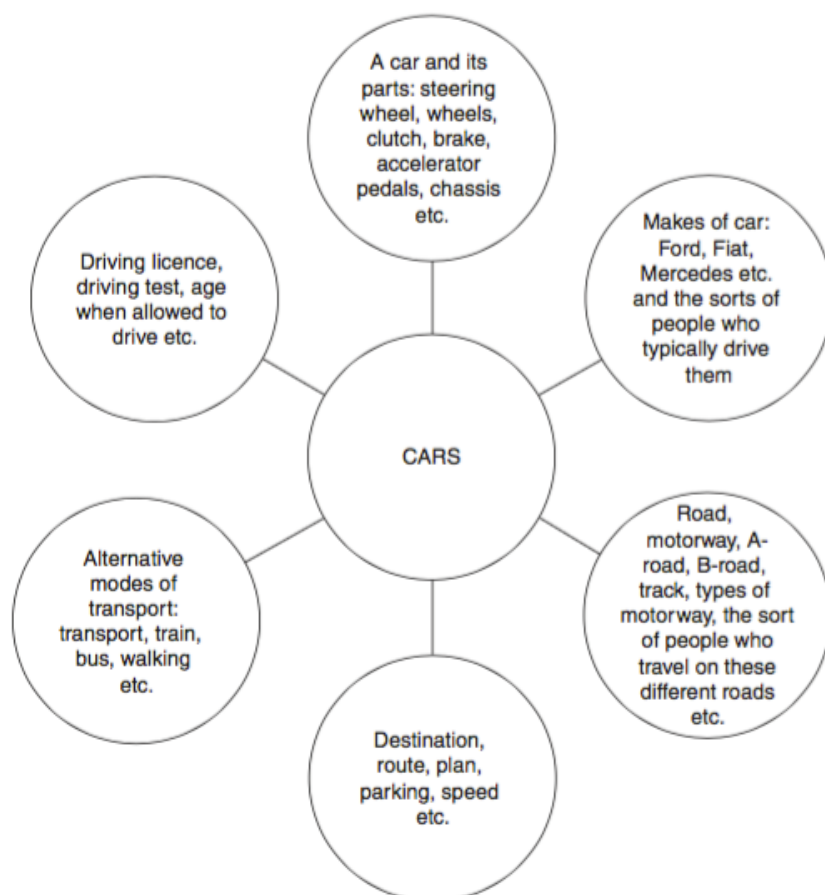 A car and its
parts: steering
wheel, wheels,
clutch, brake,
accelerator
pedals, chassis
etc.
Makes of car:
Ford, Fiat,
Mercedes etc.
and the sorts of
people who
typically drive
them
Driving licence,
driving test, age
when allowed to
drive etc.
CARS
Road,
motorway, A-
road, B-road,
track, types of
motorway, the sort
of people who
travel on these
different roads
etc.
Alternative
modes of
transport:
transport, train,
bus, walking
etc.
Destination,
route, plan,
parking, speed
etc.